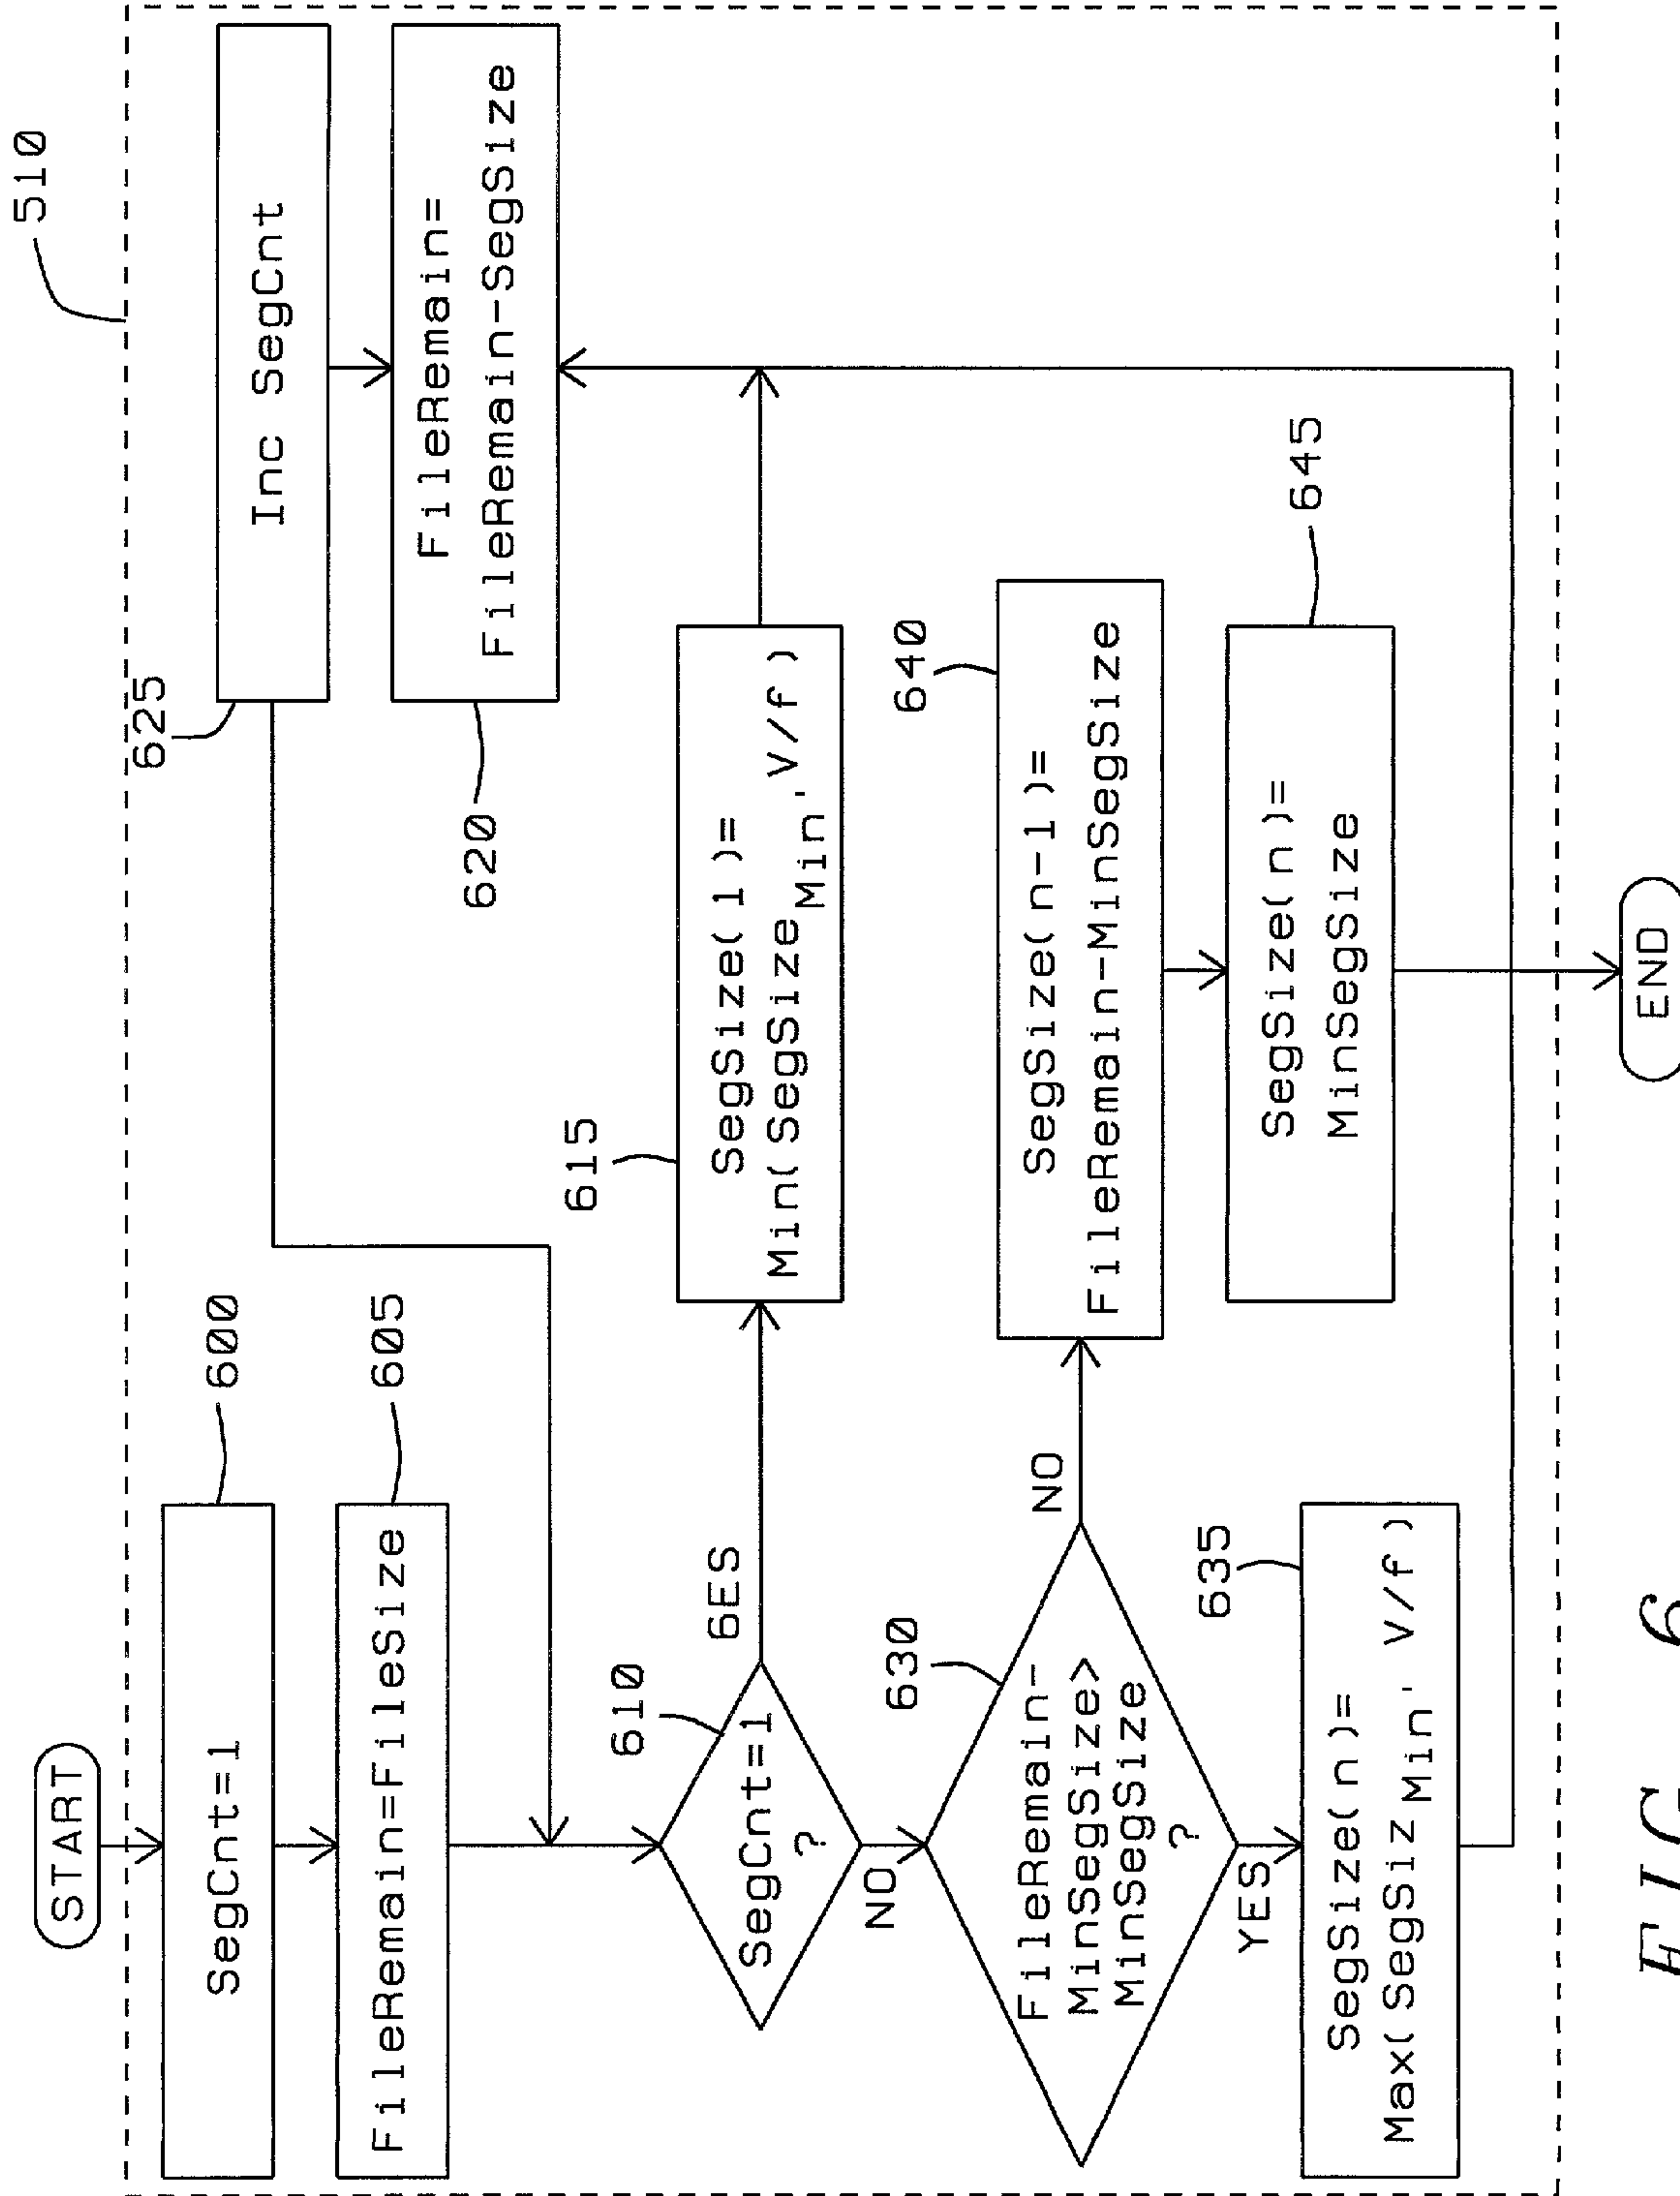 START
510
SegCnt=1
600
625
Inc SegCnt
FileRemain=FileSize
605
FileRemain=
FileRemain-SegSize
620
610
SegCnt=1
?
6ES
615
SegSize(1)=
Min(SegSizeMin' V/f)
NO
630
FileRemain-
MinSegSize>
MinSegSize
?
NO
640
SegSize(n-1)=
FileRemain-MinSegSize
YES
635
SegSize(n)=
Max(SegSizMin' V/f)
SegSize(n)=
MinSegSize
645
END
FIG. 6